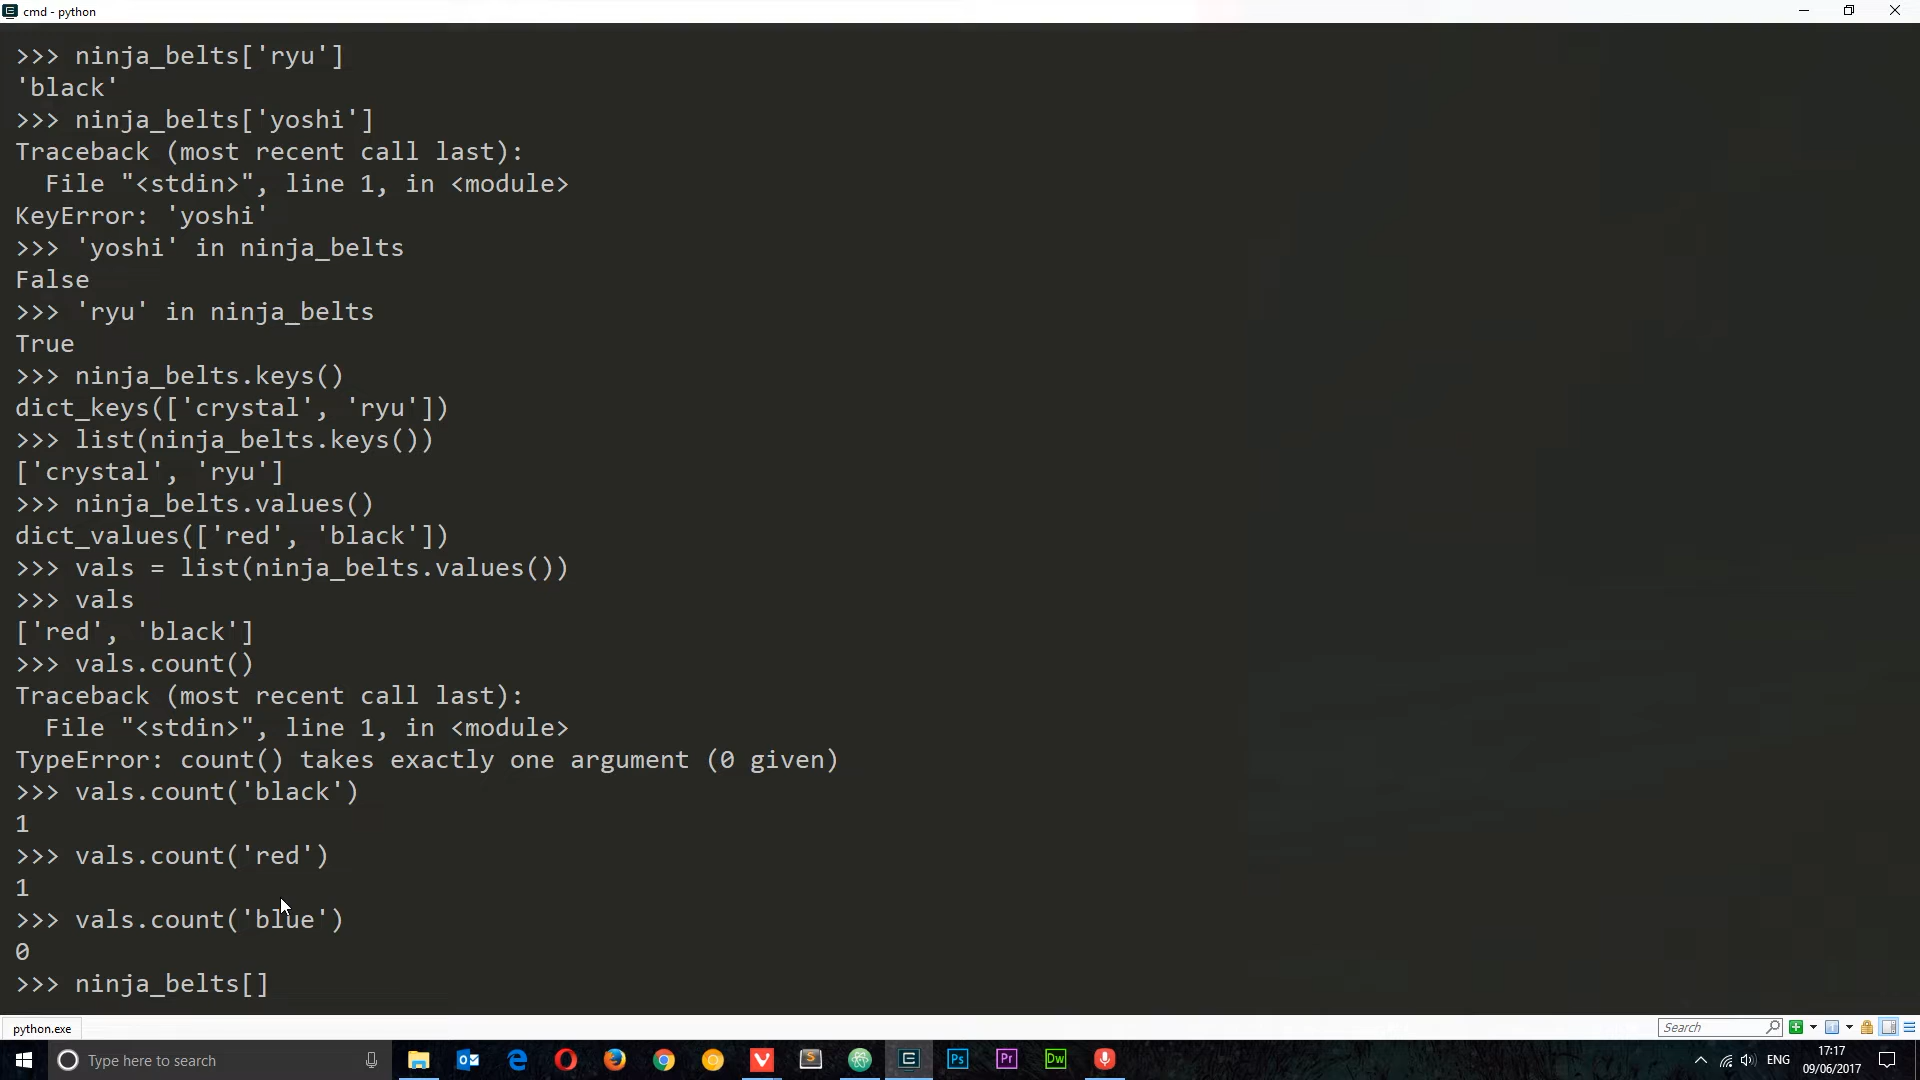 cmd - python
>>> ninja_belts['ryu']
'black'
>>> ninja_belts['yoshi']
Traceback (most recent call last):
  File "<stdin>", line 1, in <module>
KeyError: 'yoshi'
>>> 'yoshi' in ninja_belts
False
>>> 'ryu' in ninja_belts
True
>>> ninja_belts.keys()
dict_keys(['crystal', 'ryu'])
>>> list(ninja_belts.keys())
['crystal', 'ryu']
>>> ninja_belts.values()
dict_values(['red', 'black'])
>>> vals = list(ninja_belts.values())
>>> vals
['red', 'black']
>>> vals.count()
Traceback (most recent call last):
  File "<stdin>", line 1, in <module>
TypeError: count() takes exactly one argument (0 given)
>>> vals.count('black')
1
>>> vals.count('red')
1
>>> vals.count('blue')
0
>>> ninja_belts[]
python.exe
Search
Type here to search
Ps
Pr
Dw
ENG
17:17
09/06/2017